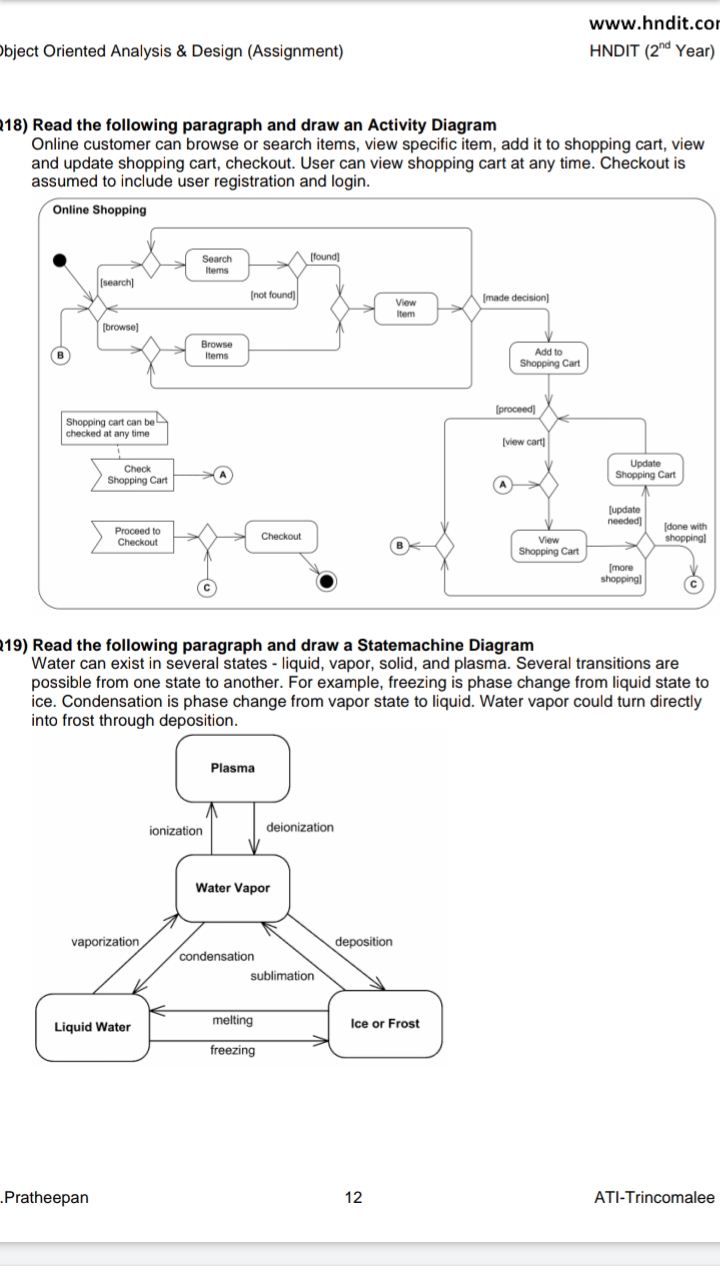 www.hndit.cor
Object Oriented Analysis & Design (Assignment)
HNDIT (2nd Year)
Q18) Read the following paragraph and draw an Activity Diagram
Online customer can browse or search items, view specific item, add it to shopping cart, view
and update shopping cart, checkout. User can view shopping cart at any time. Checkout is
assumed to include user registration and login.
Online Shopping
Search
Items
[found]
[search]
[not found]
View
Item
[made decision]
[browse]
Browse
Items
B
Add to
Shopping Cart
[proceed]
Shopping cart can be
checked at any time
[view cart]
Check
Shopping Cart
A
A
Update
Shopping Cart
[update
needed]
[done with
shopping]
Proceed to
Checkout
Checkout
B
View
Shopping Cart
[more
shopping]
C
C
Q19) Read the following paragraph and draw a Statemachine Diagram
Water can exist in several states - liquid, vapor, solid, and plasma. Several transitions are
possible from one state to another. For example, freezing is phase change from liquid state to
ice. Condensation is phase change from vapor state to liquid. Water vapor could turn directly
into frost through deposition.
Plasma
ionization
deionization
Water Vapor
vaporization
deposition
condensation
sublimation
Liquid Water
melting
Ice or Frost
freezing
.Pratheepan
12
ATI-Trincomalee